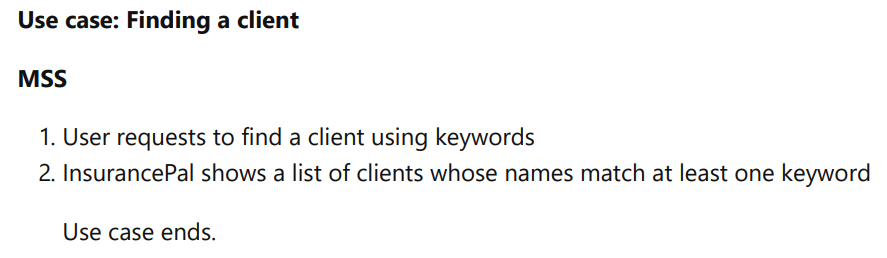 Use case: Finding a client
MSS
1. User requests to find a client using keywords
2. InsurancePal shows a list of clients whose names match at least one keyword
Use case ends.